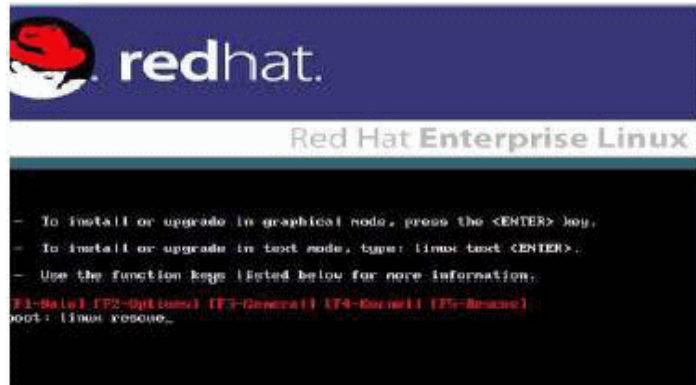 redhat.
Red Hat Enterprise Linux
- To install or upgrade in graphical mode, press the <ENTER> key.
- To install or upgrade in text mode, type: linux text <ENTER>.
- Use the function keys listed below for more information.
[F1-Main] [F2-Options] [F3-General] [F4-Kernel] [F5-Rescue]
oot: linux rescue_